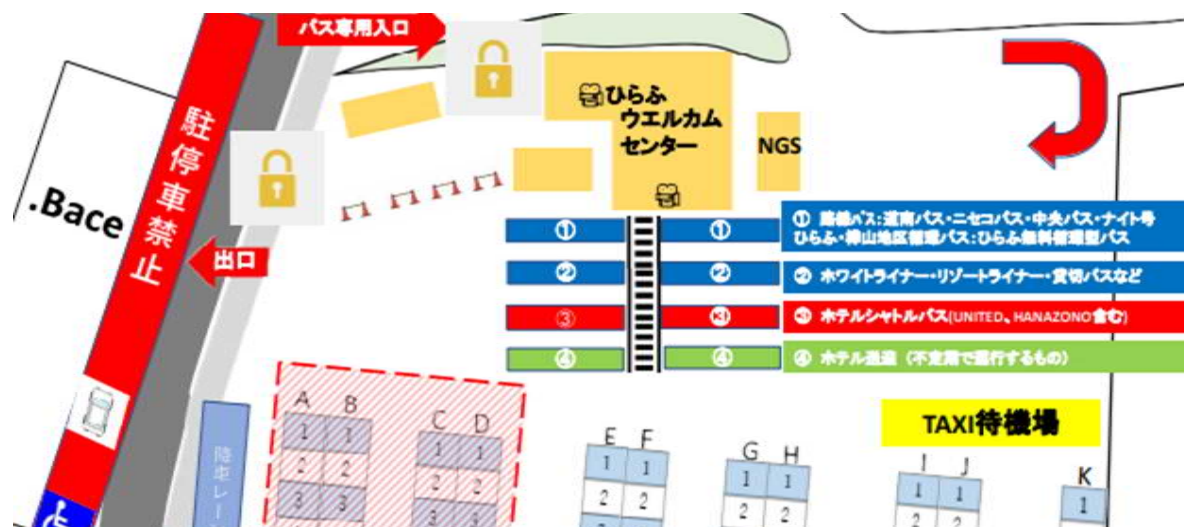 バス専用入口
駐停車禁止
.Bace
出口
ひらふ
ウエルカム
センター
NGS
① ①
② ②
③ ③
④ ④
① 路線バス:道南バス・ニセコバス・中央バス・ナイト号
ひらふ・樺山地区循環バス:ひらふ無料循環型バス
② ホワイトライナー・リゾートライナー・貸切バスなど
③ ホテルシャトルバス(UNITED、HANAZONO含む)
④ ホテル送迎 (不定期で運行するもの)
TAXI待機場
A B
1 1
2 2
3 3
C D
1 1
2 2
3 3
E F
1 1
2 2
G H
1 1
2 2
I J
1 1
2 2
K
1
降車レー